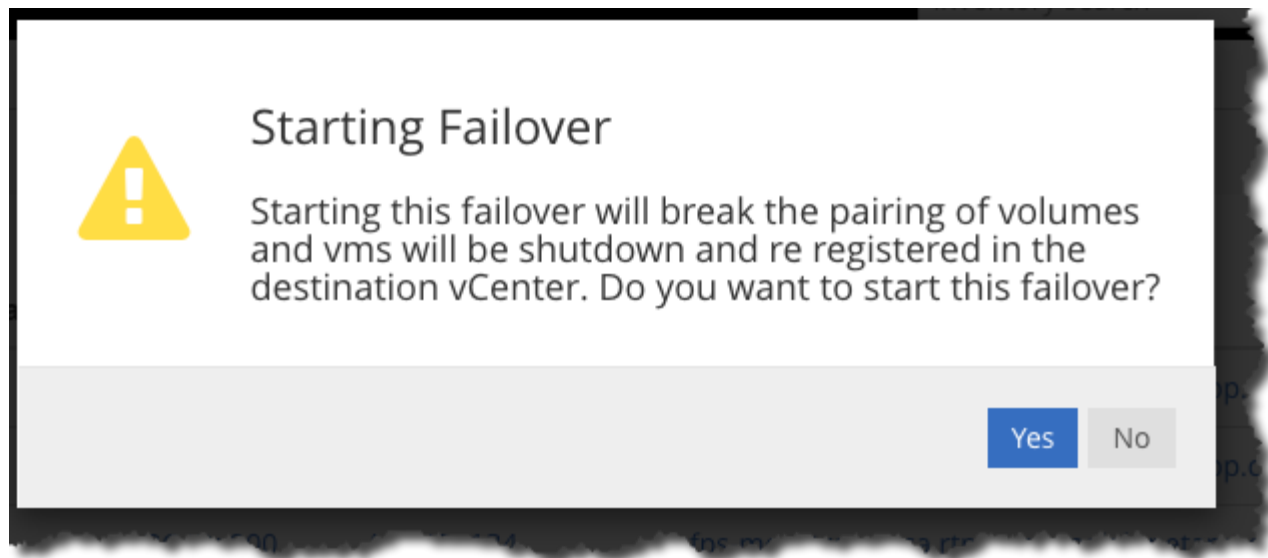 Starting Failover
Starting this failover will break the pairing of volumes
and vms will be shutdown and re registered in the
destination vCenter. Do you want to start this failover?
Yes No